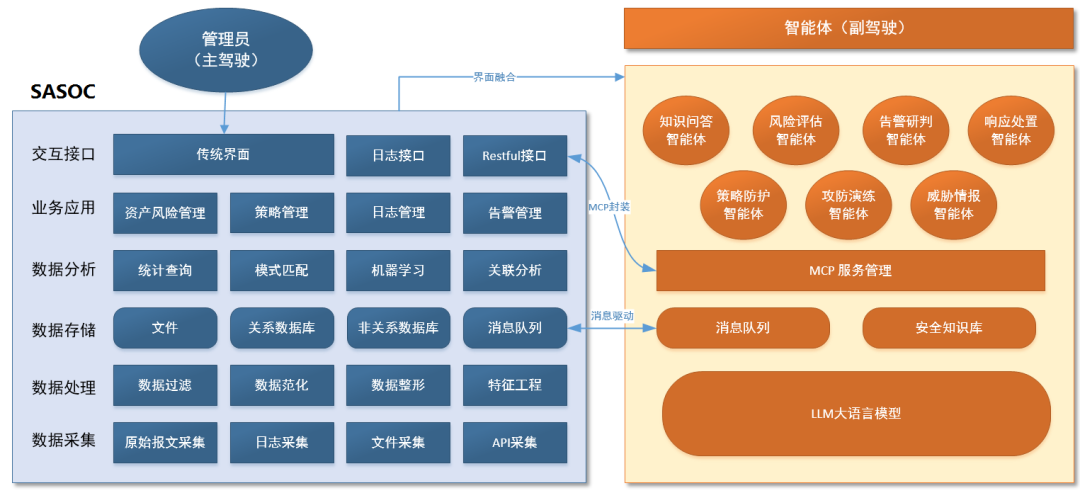 管理员
（主驾驶）
智能体（副驾驶）
界面融合
SASOC
交互接口
传统界面
日志接口
Restful接口
业务应用
资产风险管理
策略管理
日志管理
告警管理
数据分析
统计查询
模式匹配
机器学习
关联分析
数据存储
文件
关系数据库
非关系数据库
消息队列
数据处理
数据过滤
数据范化
数据整形
特征工程
数据采集
原始报文采集
日志采集
文件采集
API采集
MCP封装
消息驱动
知识问答
智能体
风险评估
智能体
告警研判
智能体
响应处置
智能体
策略防护
智能体
攻防演练
智能体
威胁情报
智能体
MCP 服务管理
消息队列
安全知识库
LLM大语言模型